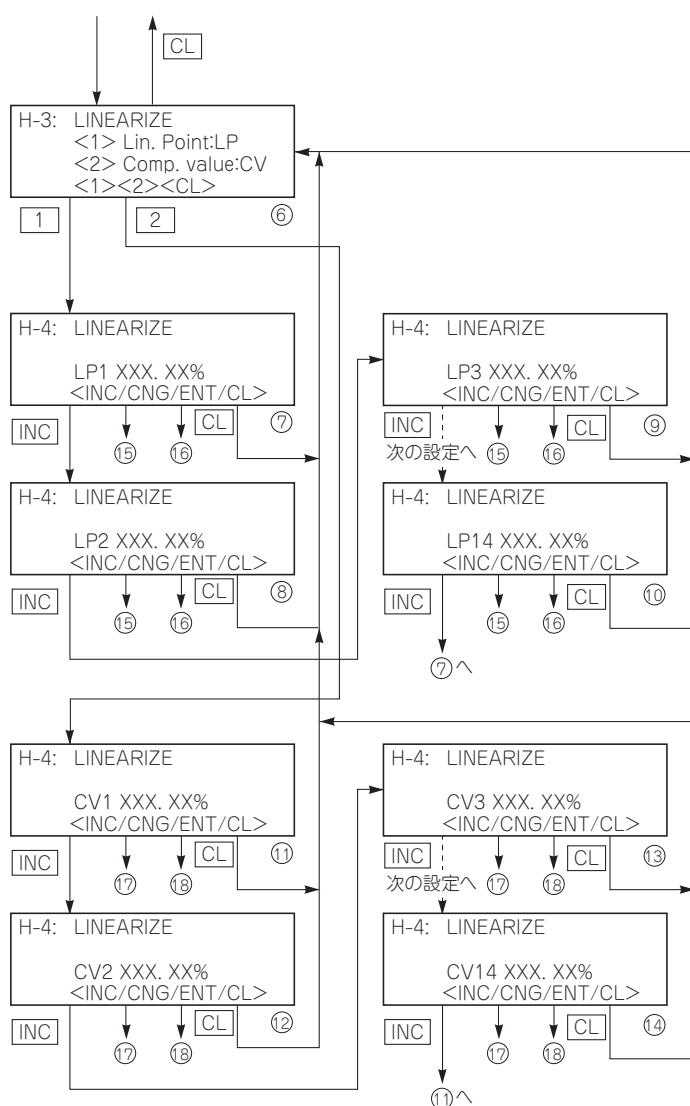 CL
H-3: LINEARIZE
<1> Lin. Point:LP
<2> Comp. value:CV
<1><2><CL>
⑥
1
2
H-4: LINEARIZE
LP1 XXX. XX%
<INC/CNG/ENT/CL>
INC
⑮
⑯
CL
⑦
H-4: LINEARIZE
LP2 XXX. XX%
<INC/CNG/ENT/CL>
INC
⑮
⑯
CL
⑧
H-4: LINEARIZE
LP3 XXX. XX%
<INC/CNG/ENT/CL>
INC
次の設定へ
⑮
⑯
CL
⑨
H-4: LINEARIZE
LP14 XXX. XX%
<INC/CNG/ENT/CL>
INC
⑮
⑯
CL
⑩
⑦へ
H-4: LINEARIZE
CV1 XXX. XX%
<INC/CNG/ENT/CL>
INC
⑰
⑱
CL
⑪
H-4: LINEARIZE
CV2 XXX. XX%
<INC/CNG/ENT/CL>
INC
⑰
⑱
CL
⑫
H-4: LINEARIZE
CV3 XXX. XX%
<INC/CNG/ENT/CL>
INC
次の設定へ
⑰
⑱
CL
⑬
H-4: LINEARIZE
CV14 XXX. XX%
<INC/CNG/ENT/CL>
INC
⑰
⑱
CL
⑭
⑪へ